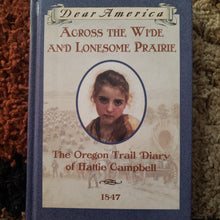 Dear America
ACROSS THE WIDE
AND LONESOME PRAIRIE
The Oregon Trail Diary
of Hattie Campbell
1847